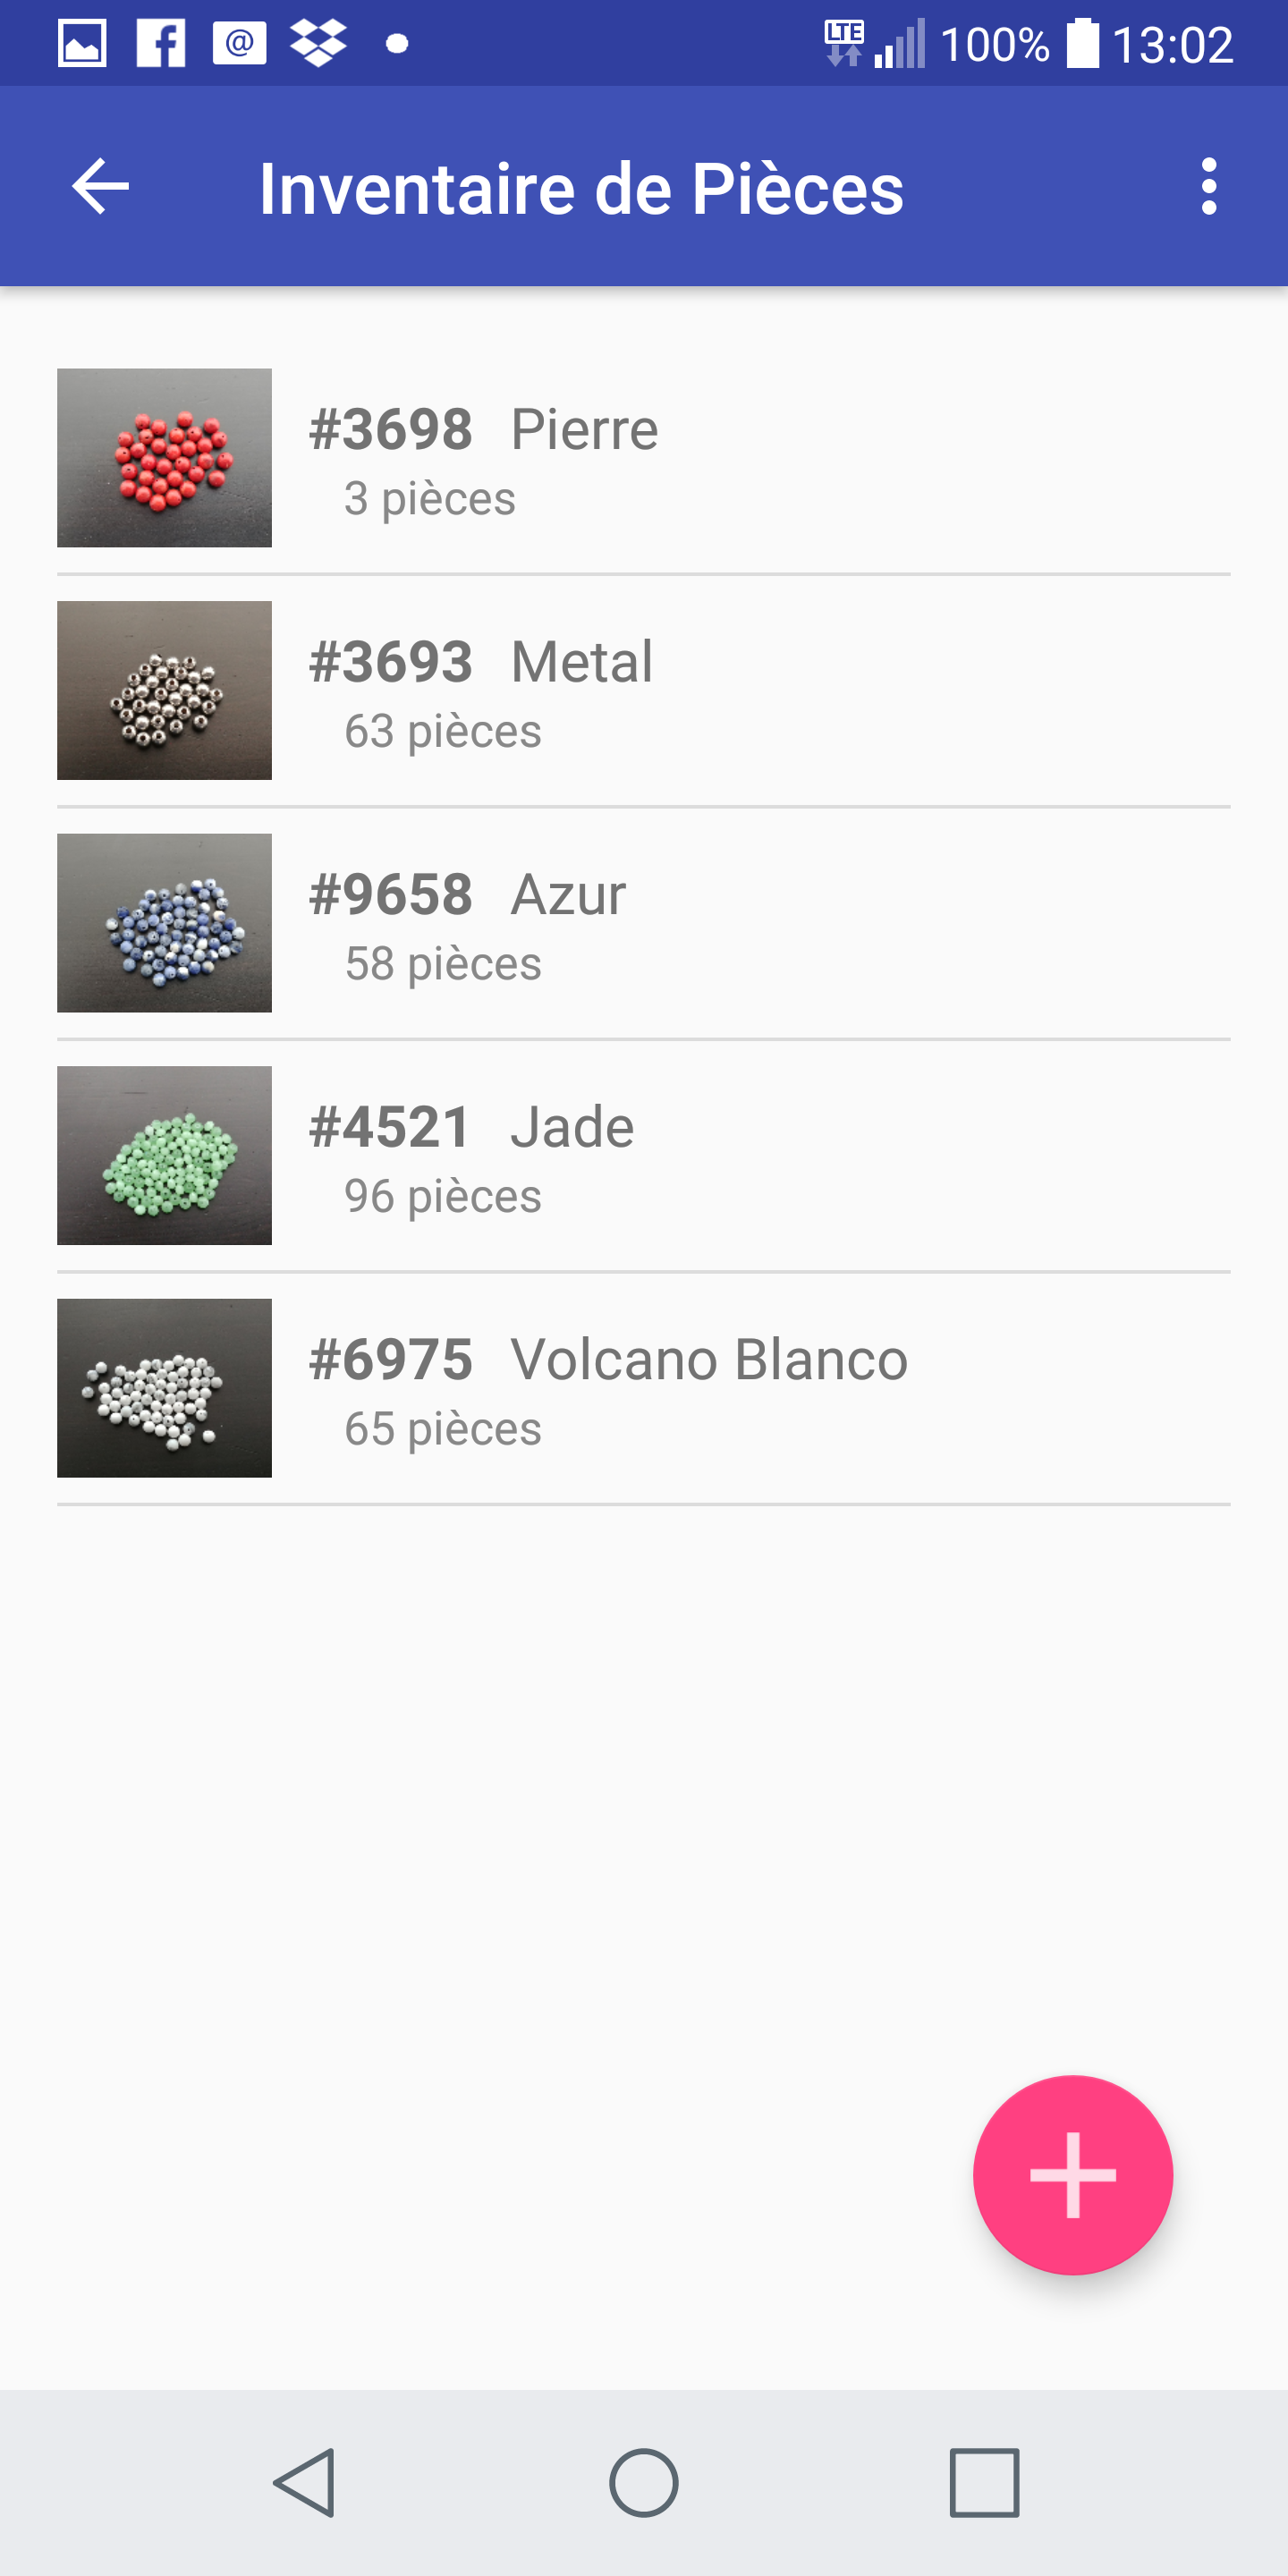 LTE 100% 13:02
Inventaire de Pièces
#3698 Pierre
3 pièces
#3693 Metal
63 pièces
#9658 Azur
58 pièces
#4521 Jade
96 pièces
#6975 Volcano Blanco
65 pièces